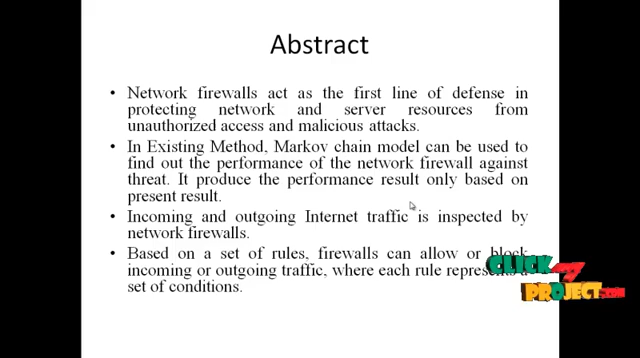 Abstract
• Network firewalls act as the first line of defense in
protecting network and server resources from
unauthorized access and malicious attacks.
• In Existing Method, Markov chain model can be used to
find out the performance of the network firewall against
threat. It produce the performance result only based on
present result.
• Incoming and outgoing Internet traffic is inspected by
network firewalls.
• Based on a set of rules, firewalls can allow or block
incoming or outgoing traffic, where each rule represents a
set of conditions.
CLICK MY
PROJECT.COM